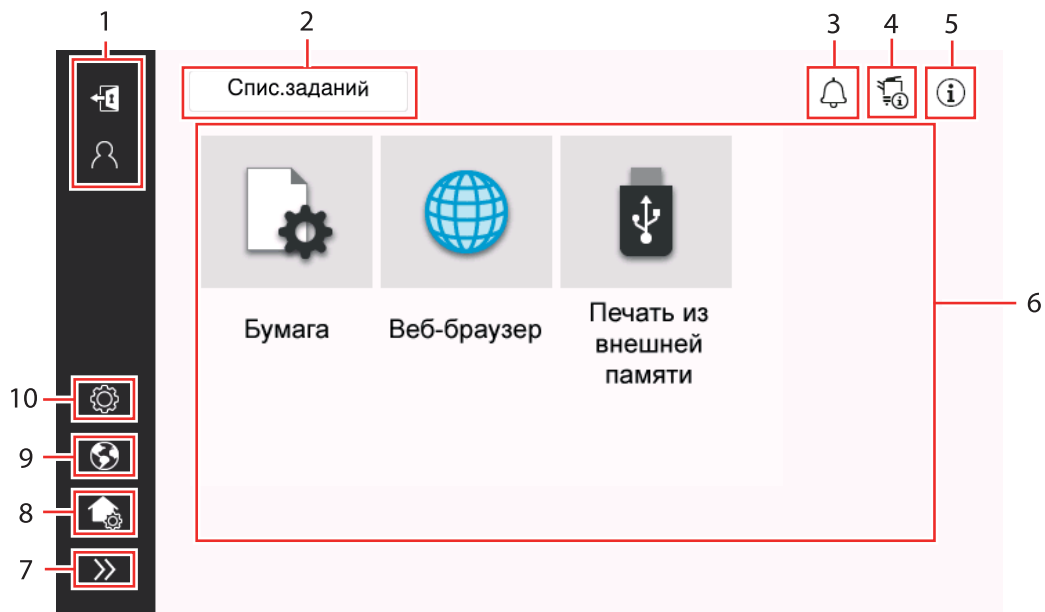 1
2
3
4
5
Спис.заданий
Бумага
Веб-браузер
Печать из
внешней
памяти
6
10
9
8
7